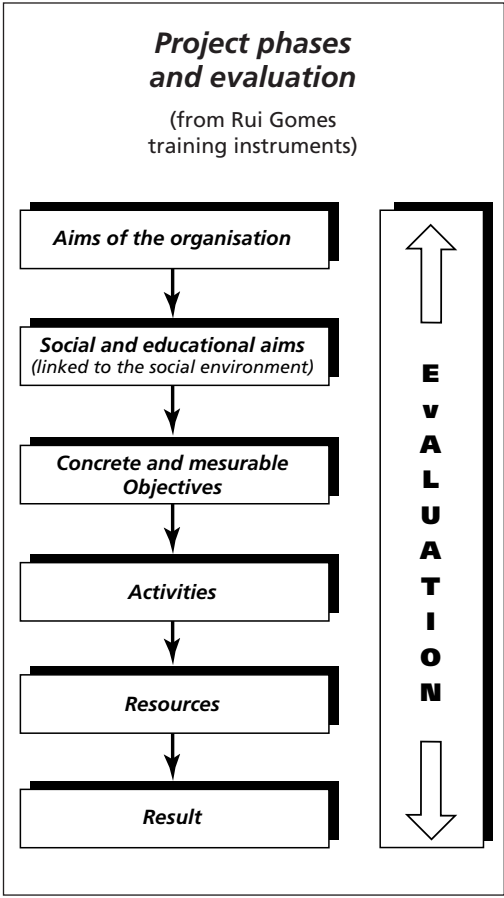 Project phases
and evaluation
(from Rui Gomes
training instruments)
Aims of the organisation
Social and educational aims
(linked to the social environment)
Concrete and mesurable
Objectives
Activities
Resources
Result
EvALUATION